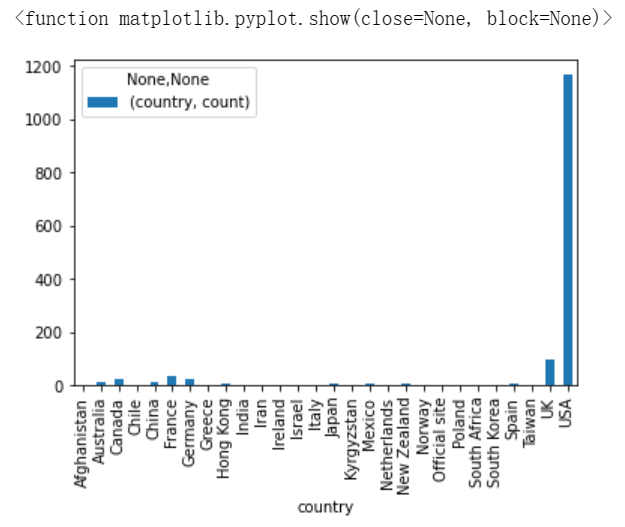 <function matplotlib.pyplot.show(close=None, block=None)>
1200
1000
800
600
400
200
0
None,None
(country, count)
Afghanistan
Australia
Canada
Chile
China
France
Germany
Greece
Hong Kong
India
Iran
Ireland
Israel
Italy
Japan
Kyrgyzstan
Mexico
Netherlands
New Zealand
Norway
Official site
Poland
South Africa
South Korea
Spain
Taiwan
UK
USA
country